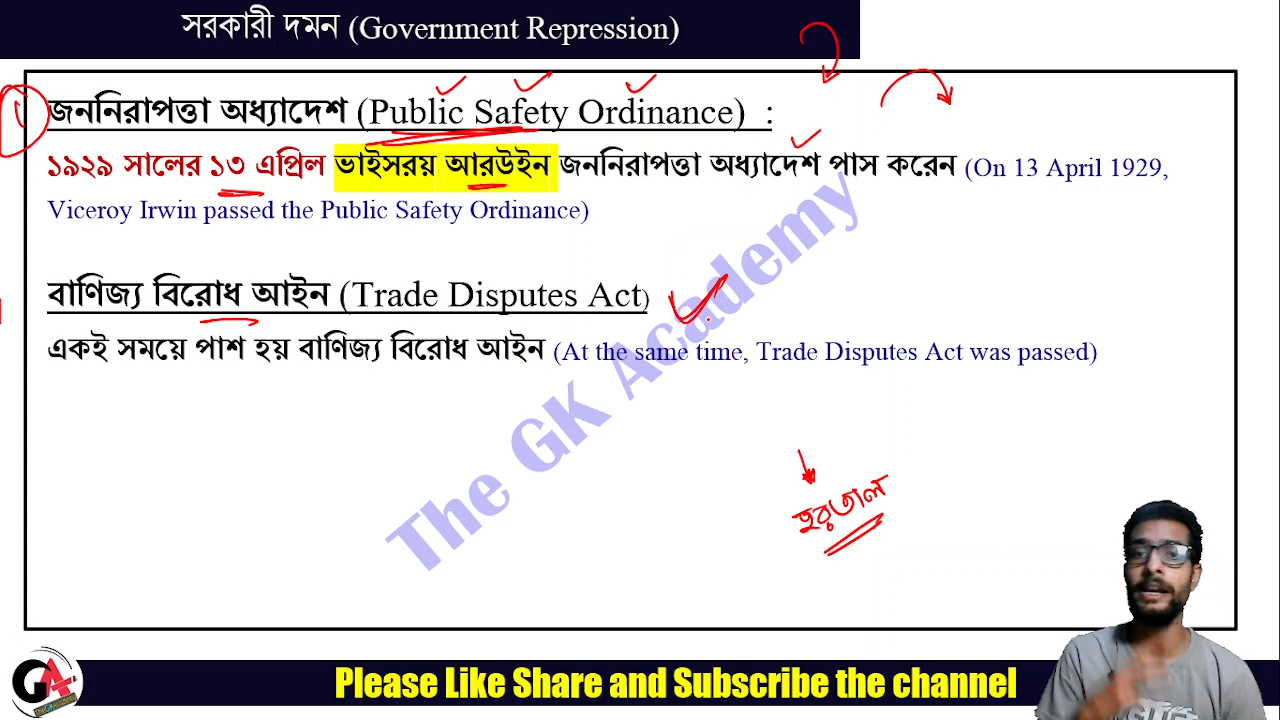 সরকারী দমন (Government Repression)
জননিরাপত্তা অধ্যাদেশ (Public Safety Ordinance) :
১৯২৯ সালের ১৩ এপ্রিল ভাইসরয় আরউইন জননিরাপত্তা অধ্যাদেশ পাস করেন (On 13 April 1929,
Viceroy Irwin passed the Public Safety Ordinance)
বাণিজ্য বিরোধ আইন (Trade Disputes Act)
একই সময়ে পাশ হয় বাণিজ্য বিরোধ আইন (At the same time, Trade Disputes Act was passed)
The GK Academy
হরতাল
Please Like Share and Subscribe the channel